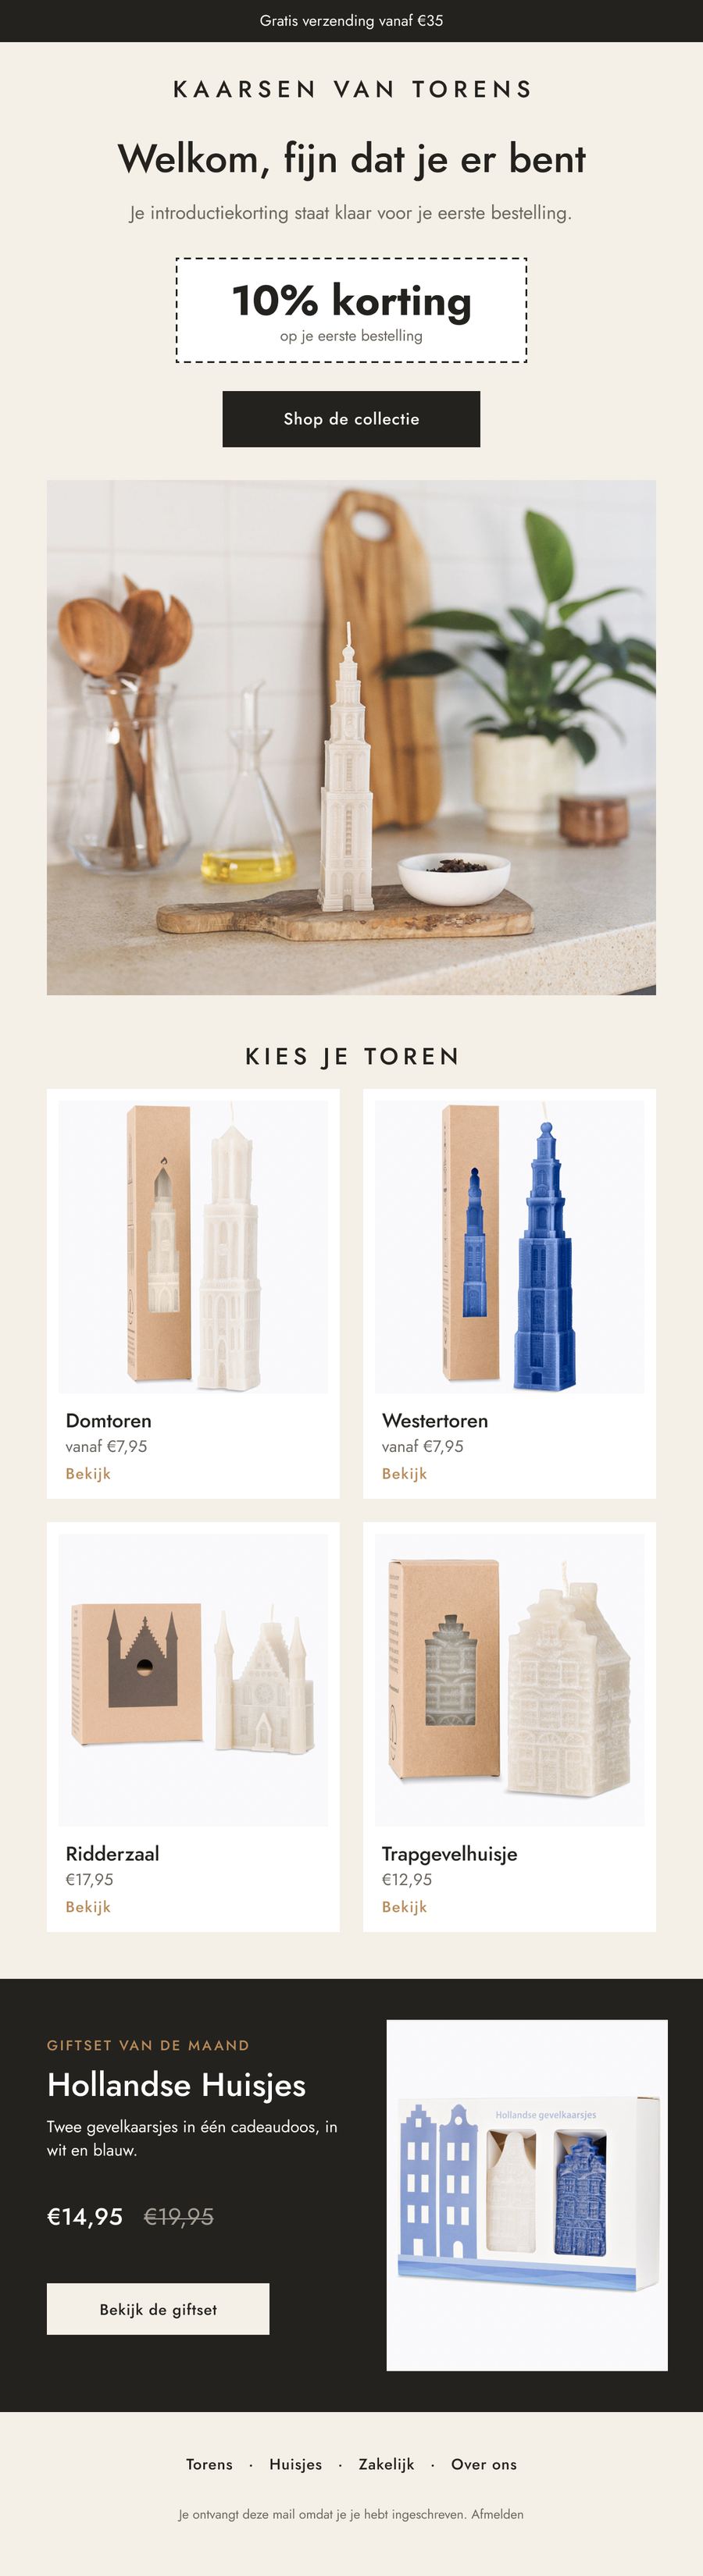 Gratis verzending vanaf €35
KAARSEN VAN TORENS
Welkom, fijn dat je er bent
Je introductiekorting staat klaar voor je eerste bestelling.
10% korting
op je eerste bestelling
Shop de collectie
KIES JE TOREN
Domtoren
vanaf €7,95
Bekijk
Westertoren
vanaf €7,95
Bekijk
Ridderzaal
€17,95
Bekijk
Trapgevelhuisje
€12,95
Bekijk
GIFTSET VAN DE MAAND
Hollandse Huisjes
Twee gevelkaarsjes in één cadeaudoos, in
wit en blauw.
€14,95 €19,95
Bekijk de giftset
Hollandse gevelkaarsjes
Torens · Huisjes · Zakelijk · Over ons
Je ontvangt deze mail omdat je je hebt ingeschreven. Afmelden